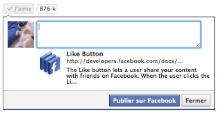 J'aime 876 k
Like Button
http://developers.facebook.com/docs/...
The Like button lets a user share your content
with friends on Facebook. When the user clicks the
Li...
Publier sur Facebook Fermer